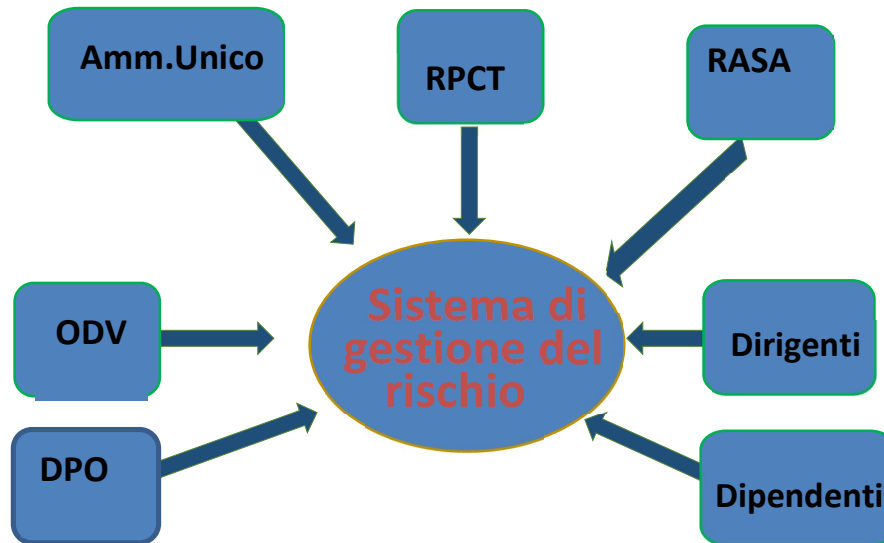 Amm.Unico
RPCT
RASA
ODV
Sistema di
gestione del
rischio
Dirigenti
DPO
Dipendenti